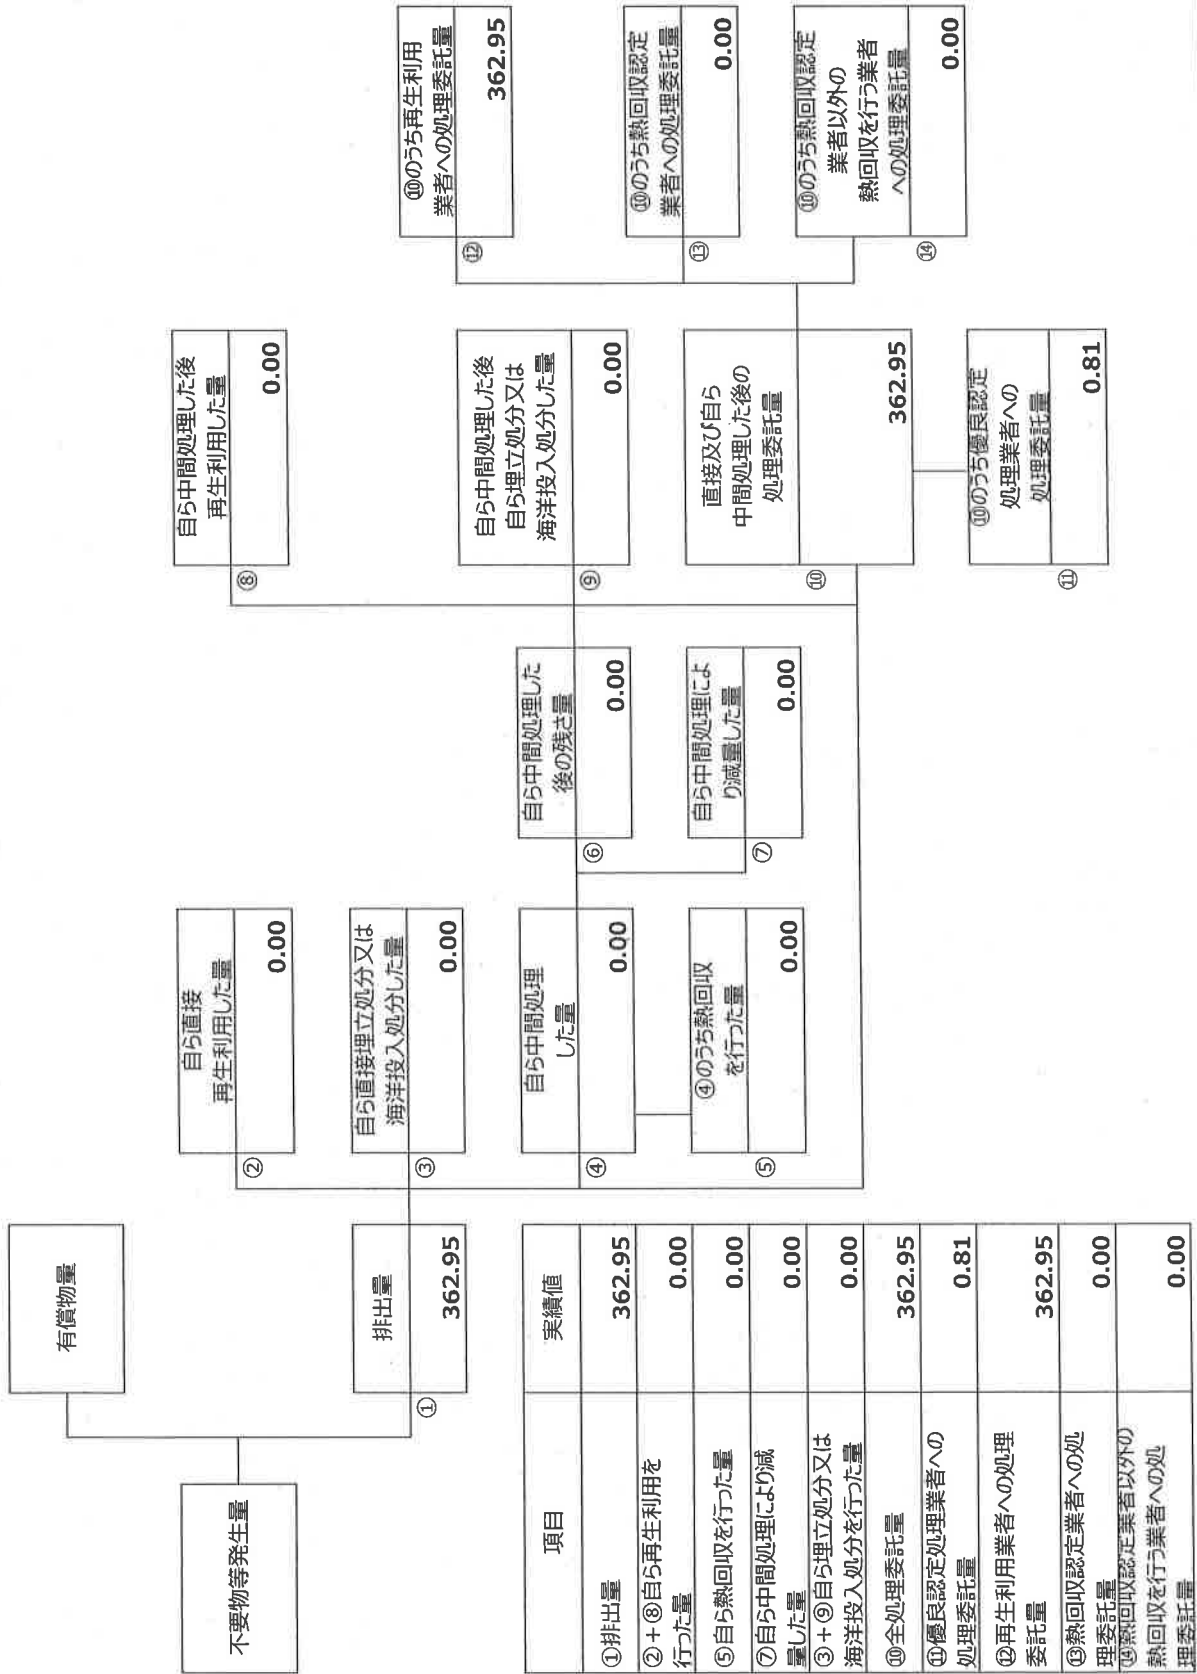 不要物等発生量
有償物量
①
排出量
362.95
②
自ら直接
再生利用した量
0.00
③
自ら直接埋立処分又は
海洋投入処分した量
0.00
④
自ら中間処理
した量
0.00
⑤
④のうち熱回収
を行った量
0.00
⑥
自ら中間処理した
後の残さ量
0.00
⑦
自ら中間処理によ
り減量した量
0.00
⑧
自ら中間処理した後
再生利用した量
0.00
⑨
自ら中間処理した後
自ら埋立処分又は
海洋投入処分した量
0.00
⑩
直接及び自ら
中間処理した後の
処理委託量
362.95
⑪
⑩のうち優良認定
処理業者への
処理委託量
0.81
⑫
⑩のうち再生利用
業者への処理委託量
362.95
⑬
⑩のうち熱回収認定
業者への処理委託量
0.00
⑭
⑩のうち熱回収認定
業者以外の
熱回収を行う業者
への処理委託量
0.00
項目 実績値
①排出量 362.95
②+⑧自ら再生利用を
行った量 0.00
⑤自ら熱回収を行った量 0.00
⑦自ら中間処理により減
量した量 0.00
③+⑨自ら埋立処分又は
海洋投入処分を行った量 0.00
⑩全処理委託量 362.95
⑪優良認定処理業者への
処理委託量 0.81
⑫再生利用業者への処理
委託量 362.95
⑬熱回収認定業者への処
理委託量 0.00
⑭熱回収認定業者以外の
熱回収を行う業者への処
理委託量 0.00